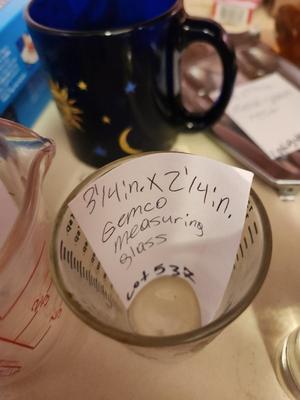 3 1/4 in. x 2 1/4 in.
Gemco
measuring
glass
Lot 537